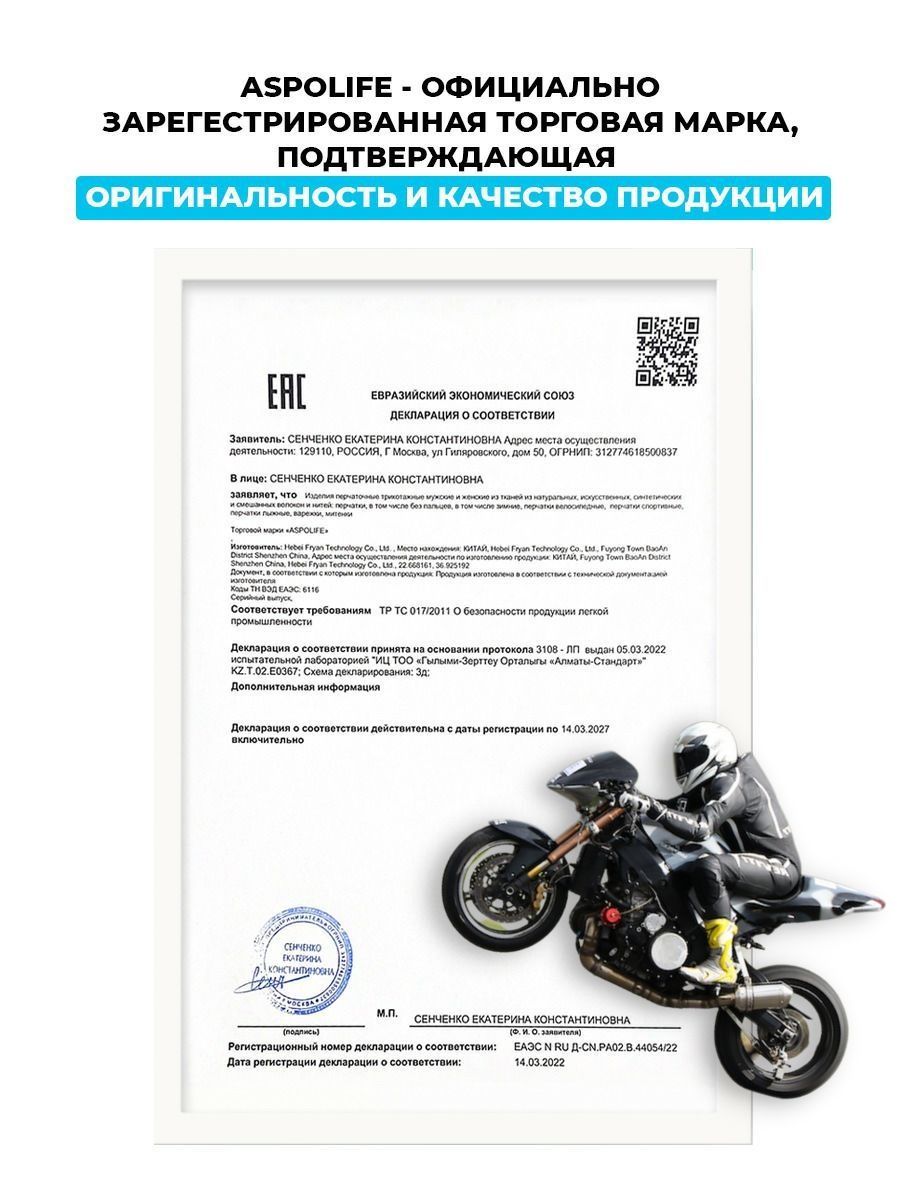 ASPOLIFE - ОФИЦИАЛЬНО
ЗАРЕГЕСТРИРОВАННАЯ ТОРГОВАЯ МАРКА,
ПОДТВЕРЖДАЮЩАЯ
ОРИГИНАЛЬНОСТЬ И КАЧЕСТВО ПРОДУКЦИИ
EAC
ЕВРАЗИЙСКИЙ ЭКОНОМИЧЕСКИЙ СОЮЗ
ДЕКЛАРАЦИЯ О СООТВЕТСТВИИ
Заявитель: СЕНЧЕНКО ЕКАТЕРИНА КОНСТАНТИНОВНА Адрес места осуществления
деятельности: 129110, РОССИЯ, Г Москва, ул Гиляровского, дом 50, ОГРНИП: 312774618500837
В лице: СЕНЧЕНКО ЕКАТЕРИНА КОНСТАНТИНОВНА
заявляет, что Изделия перчаточные трикотажные мужские и женские из тканей из натуральных, искусственных, синтетических
и смешанных волокон и нитей: перчатки, в том числе без пальцев, в том числе зимние, перчатки велосипедные, перчатки спортивные,
перчатки лыжные, варежки, митенки
Торговой марки «ASPOLIFE»
,
Изготовитель: Hebei Fryan Technology Co., Ltd. , Место нахождения: КИТАЙ, Hebei Fryan Technology Co., Ltd., Fuyong Town BaoAn
District Shenzhen China, Адрес места осуществления деятельности по изготовлению продукции: КИТАЙ, Fuyong Town BaoAn District
Shenzhen China, Hebei Fryan Technology Co., Ltd., 22.668161, 36.925192
Документ, в соответствии с которым изготовлена продукция: Продукция изготовлена в соответствии с технической документацией
изготовителя
Коды ТН ВЭД ЕАЭС: 6116
Серийный выпуск,
Соответствует требованиям ТР ТС 017/2011 О безопасности продукции легкой
промышленности
Декларация о соответствии принята на основании протокола 3108 - ЛП выдан 05.03.2022
испытательной лабораторией "ИЦ ТОО «Гылыми-Зерттеу Орталыгы «Алматы-Стандарт»"
KZ.T.02.E0367; Схема декларирования: 3д;
Дополнительная информация
Декларация о соответствии действительна с даты регистрации по 14.03.2027
включительно
СЕНЧЕНКО
ЕКАТЕРИНА
КОНСТАНТИНОВНА
МОСКВА
М.П.
СЕНЧЕНКО ЕКАТЕРИНА КОНСТАНТИНОВНА
(подпись)
(Ф. И. О. заявителя)
Регистрационный номер декларации о соответствии: ЕАЭС N RU Д-CN.РА02.В.44054/22
Дата регистрации декларации о соответствии: 14.03.2022